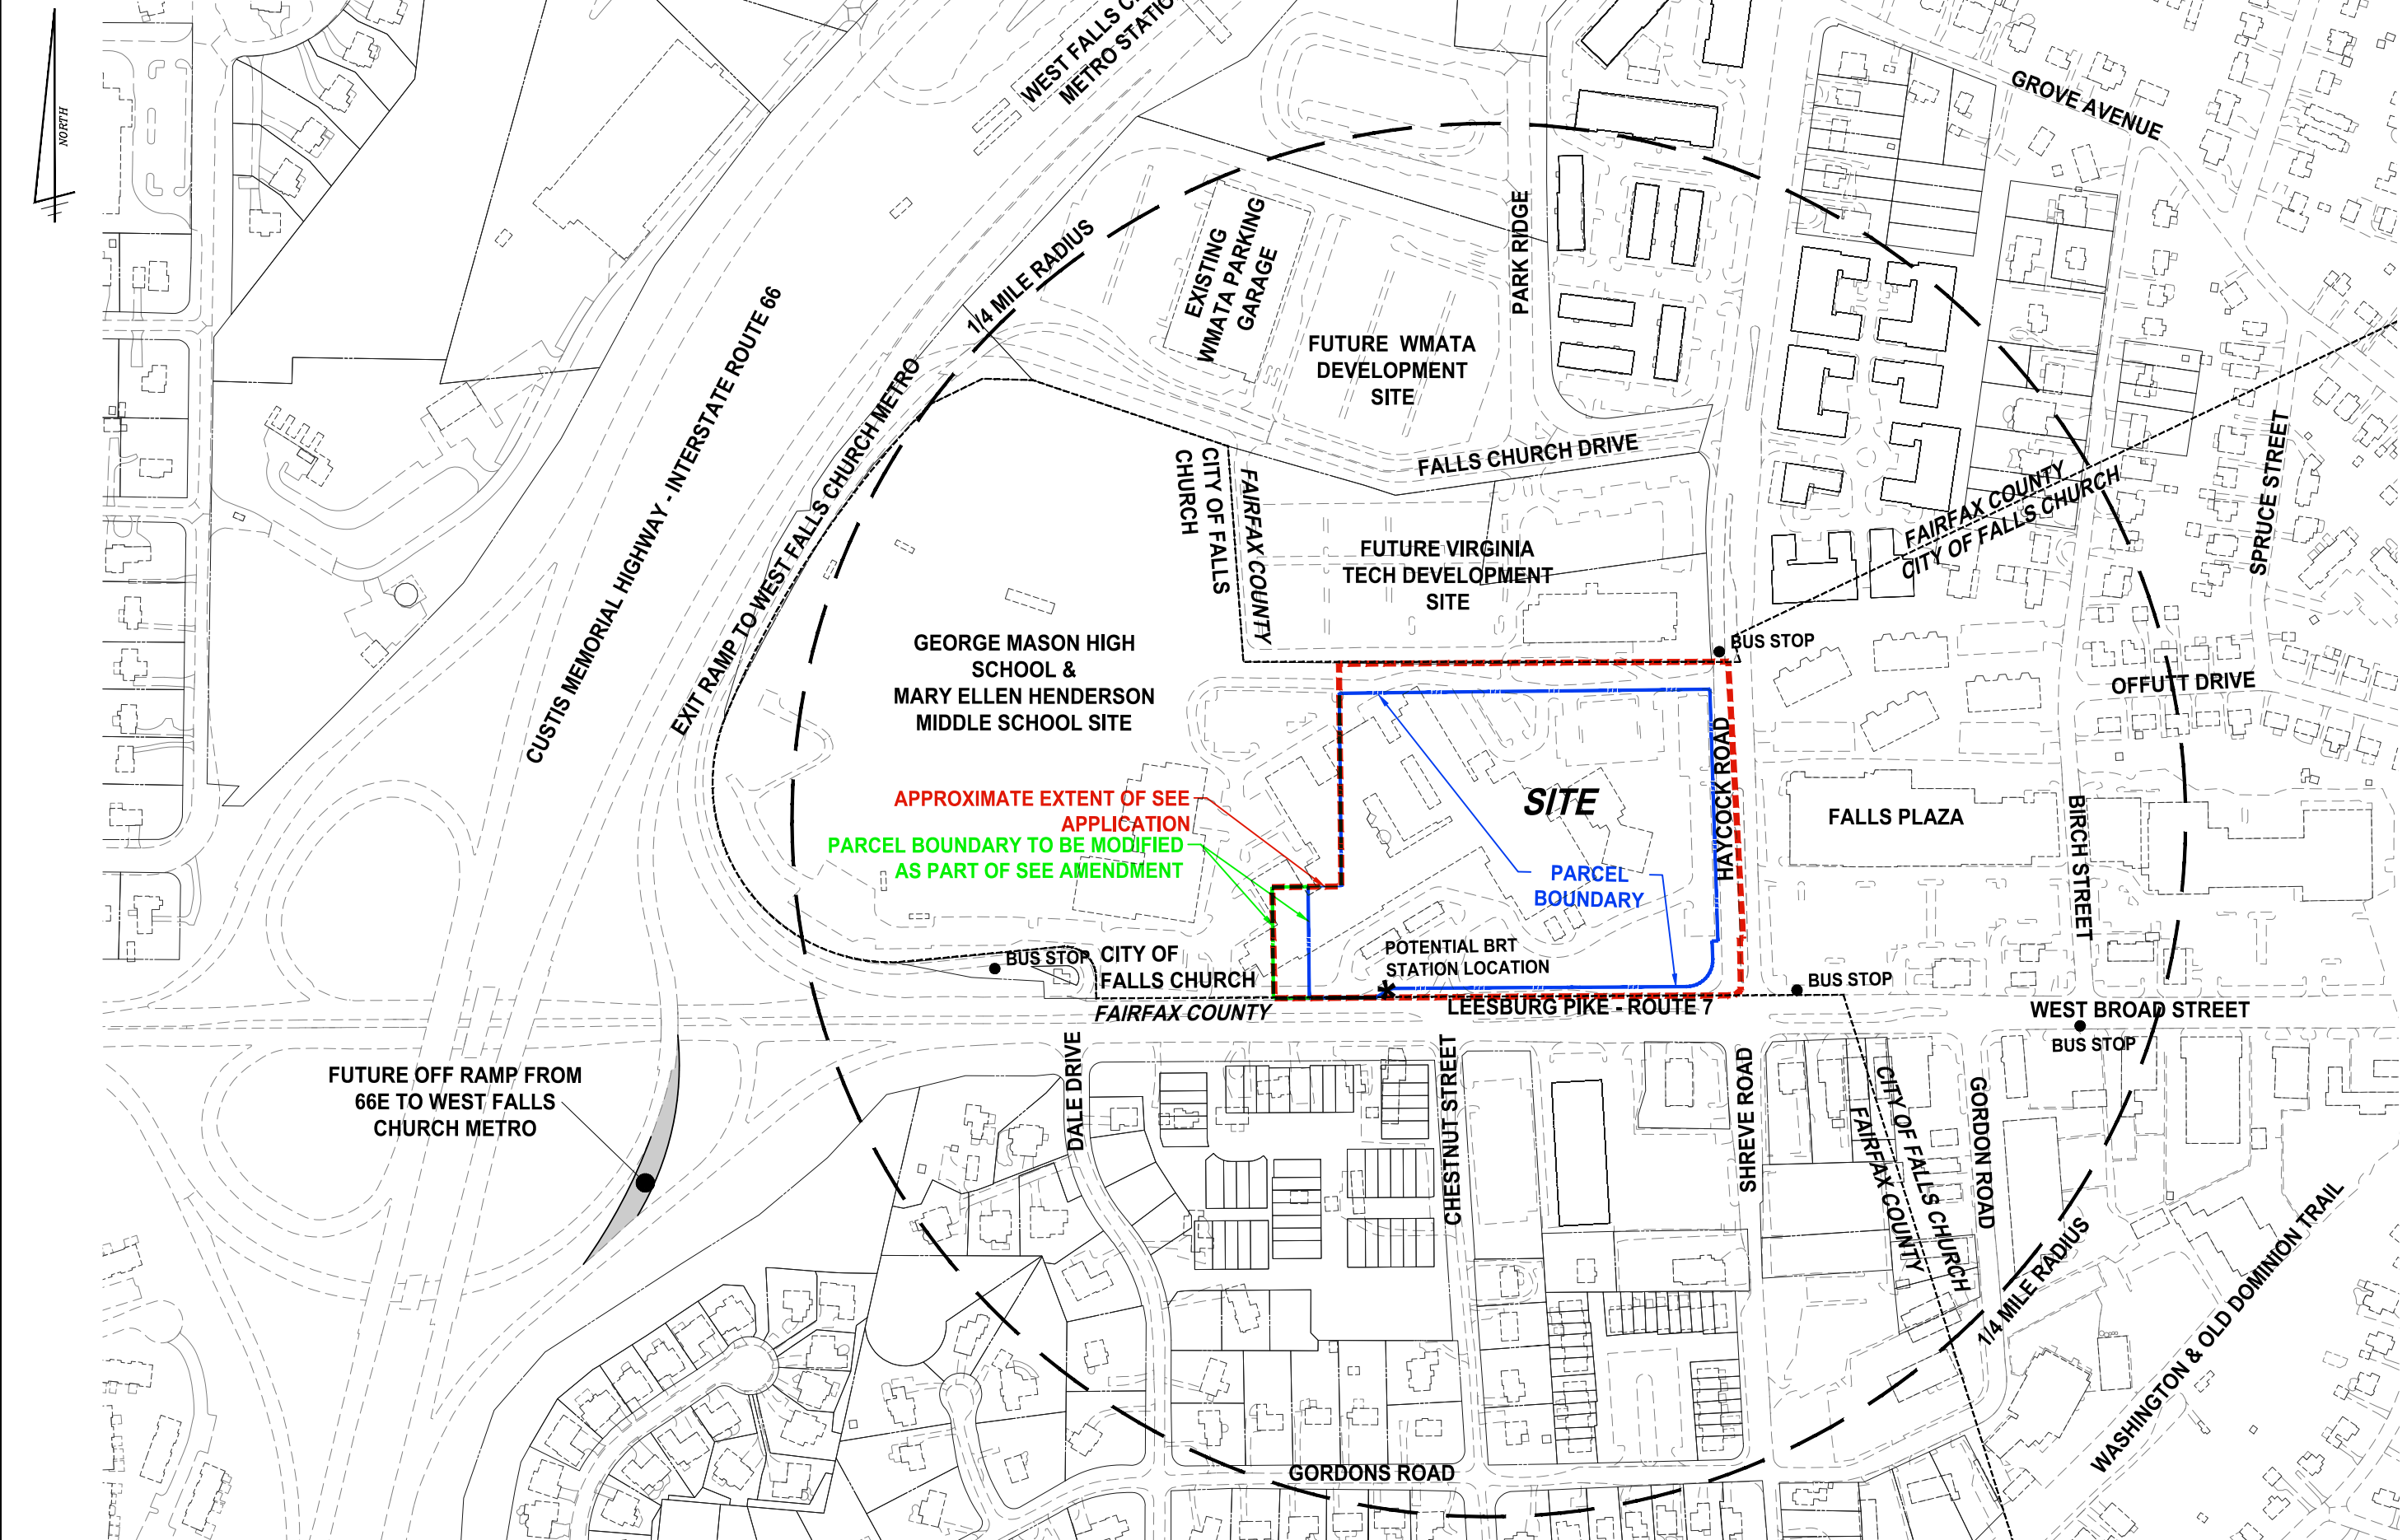 NORTH
WEST FALLS
METRO STATIO
GROVE AVENUE
1/4 MILE RADIUS
EXISTING
WMATA PARKING
GARAGE
PARK RIDGE
FUTURE WMATA
DEVELOPMENT
SITE
CUSTIS MEMORIAL HIGHWAY - INTERSTATE ROUTE 66
EXIT RAMP TO WEST FALLS CHURCH METRO
FALLS CHURCH DRIVE
CITY OF FALLS
CHURCH
FAIRFAX COUNTY
FAIRFAX COUNTY
CITY OF FALLS CHURCH
SPRUCE STREET
FUTURE VIRGINIA
TECH DEVELOPMENT
SITE
GEORGE MASON HIGH
SCHOOL &
MARY ELLEN HENDERSON
MIDDLE SCHOOL SITE
BUS STOP
OFFUTT DRIVE
HAYCOCK ROAD
APPROXIMATE EXTENT OF SEE
APPLICATION
PARCEL BOUNDARY TO BE MODIFIED
AS PART OF SEE AMENDMENT
SITE
FALLS PLAZA
BIRCH STREET
PARCEL
BOUNDARY
POTENTIAL BRT
STATION LOCATION
BUS STOP
CITY OF
FALLS CHURCH
FAIRFAX COUNTY
LEESBURG PIKE - ROUTE 7
BUS STOP
WEST BROAD STREET
BUS STOP
FUTURE OFF RAMP FROM
66E TO WEST FALLS
CHURCH METRO
DALE DRIVE
CHESTNUT STREET
SHREVE ROAD
CITY OF FALLS CHURCH
FAIRFAX COUNTY
GORDON ROAD
1/4 MILE RADIUS
WASHINGTON & OLD DOMINION TRAIL
GORDONS ROAD